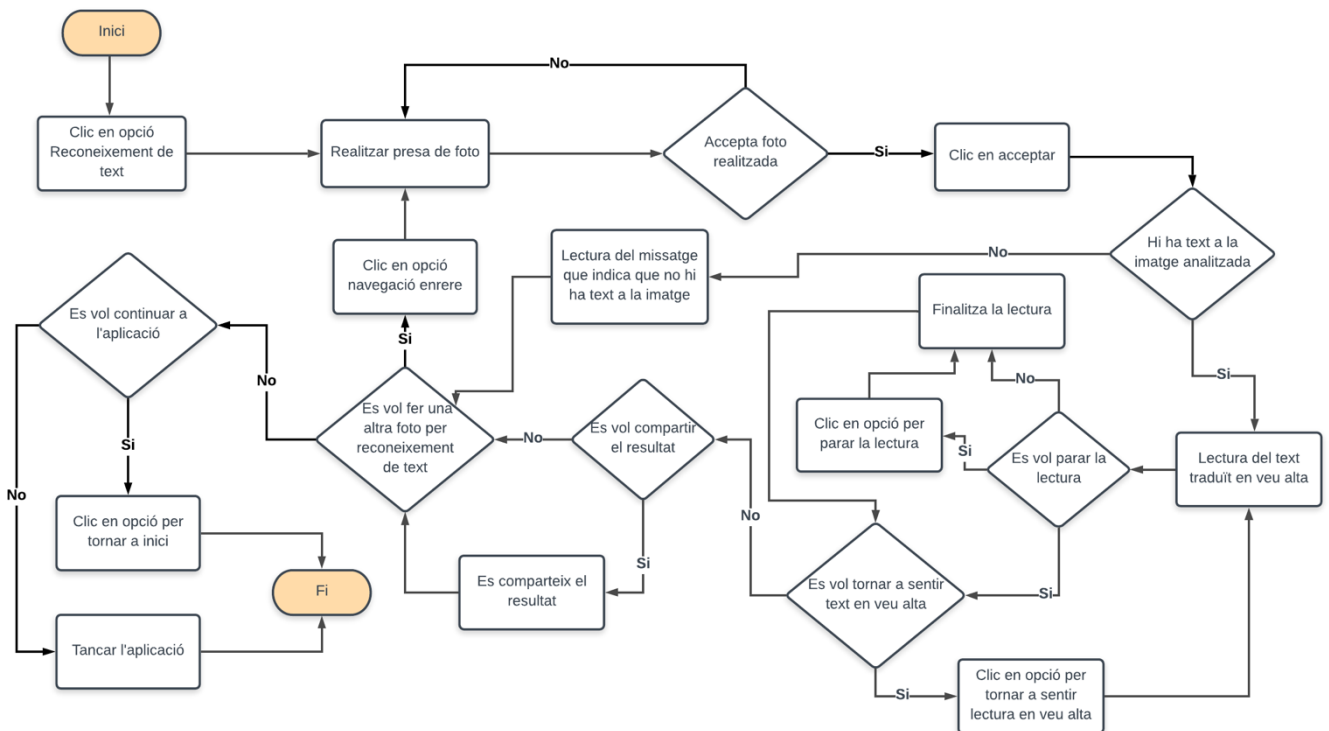 Inici
No
Clic en opció
Reconeixement de
text
Realitzar presa de foto
Accepta foto
realitzada
Si
Clic en acceptar
Hi ha text a la
imatge analitzada
No
Lectura del missatge
que indica que no hi
ha text a la imatge
Clic en opció
navegació enrere
Si
Es vol continuar a
l'aplicació
No
Si
No
Es vol fer una
altra foto per
reconeixement
de text
No
Es vol compartir
el resultat
Finalitza la lectura
No
Clic en opció per
parar la lectura
Si
Es vol parar la
lectura
Si
Lectura del text
traduït en veu alta
Clic en opció per
tornar a inici
No
Si
Es comparteix el
resultat
Es vol tornar a sentir
text en veu alta
Si
Fi
Tancar l'aplicació
Si
Clic en opció per
tornar a sentir
lectura en veu alta